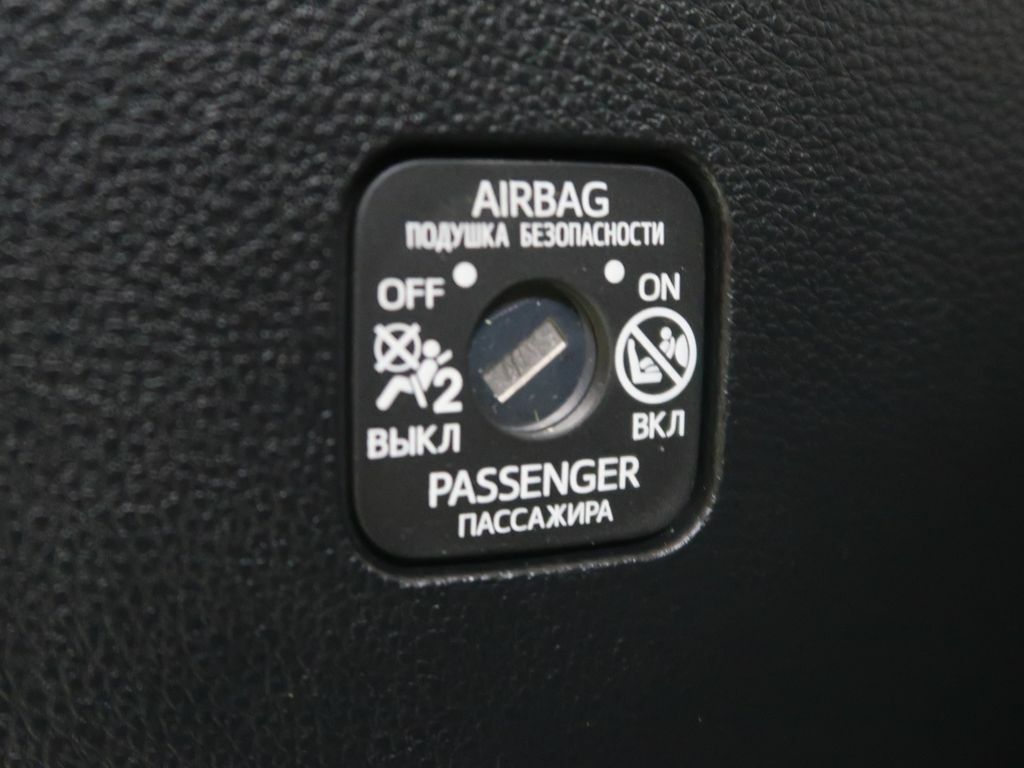 AIRBAG
ПОДУШКА БЕЗОПАСНОСТИ
OFF
ON
2
ВЫКЛ
ВКЛ
PASSENGER
ПАССАЖИРА